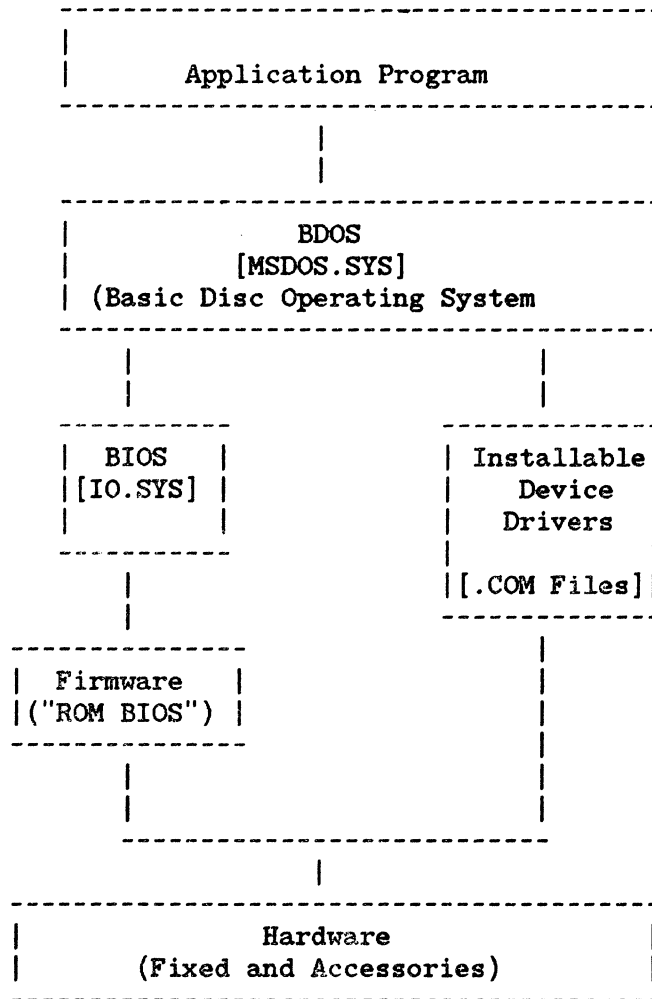 Application Program
BDOS
[MSDOS.SYS]
(Basic Disc Operating System
BIOS
[IO.SYS]
Installable
Device
Drivers
[.COM Files]
Firmware
("ROM BIOS")
Hardware
(Fixed and Accessories)